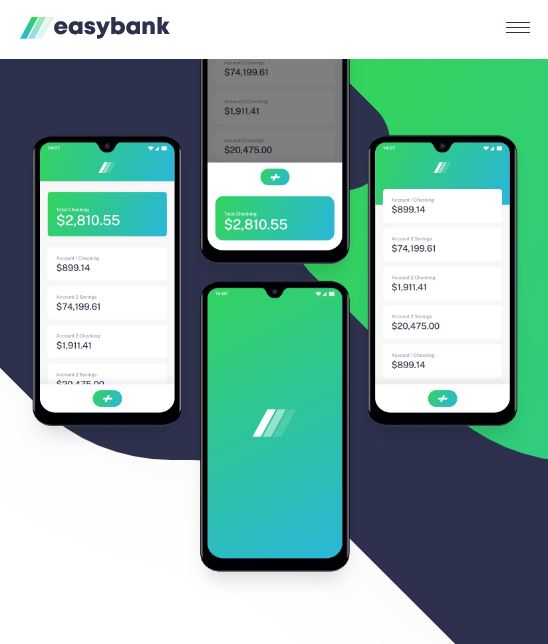 easybank
$74,199.61
Account 2 Checking
$1,911.41
Account 2 Savings
$20,475.00
Total Checking
$2,810.55
14:07
Total Checking
$2,810.55
Account 1 Checking
$899.14
Account 2 Savings
$74,199.61
Account 2 Checking
$1,911.41
Account 2 Savings
$20,475.00
14:07
Account 1 Checking
$899.14
Account 2 Savings
$74,199.61
Account 2 Checking
$1,911.41
Account 2 Savings
$20,475.00
Account 1 Checking
$899.14
14:07